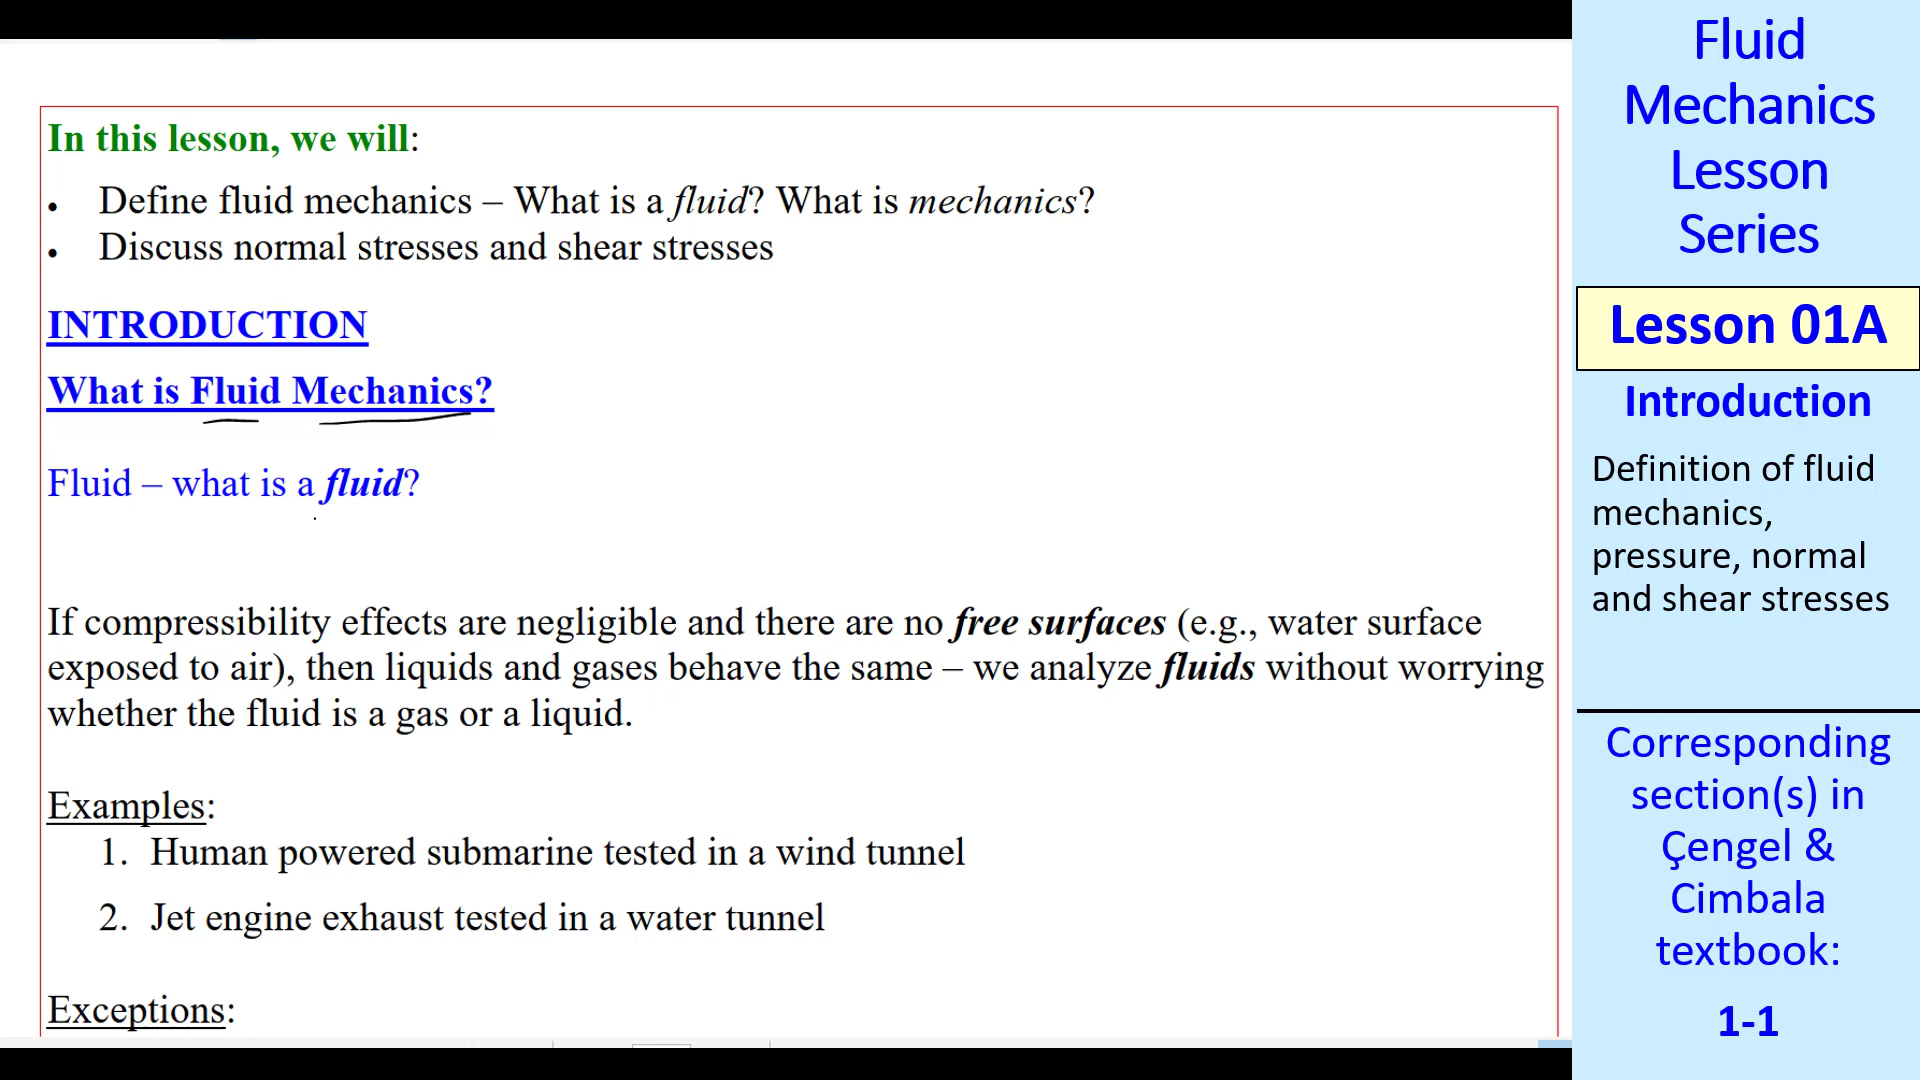 In this lesson, we will:
• Define fluid mechanics – What is a fluid? What is mechanics?
• Discuss normal stresses and shear stresses
INTRODUCTION
What is Fluid Mechanics?
Fluid – what is a fluid?
If compressibility effects are negligible and there are no free surfaces (e.g., water surface
exposed to air), then liquids and gases behave the same – we analyze fluids without worrying
whether the fluid is a gas or a liquid.
Examples:
1. Human powered submarine tested in a wind tunnel
2. Jet engine exhaust tested in a water tunnel
Exceptions:
Fluid
Mechanics
Lesson
Series
Lesson 01A
Introduction
Definition of fluid
mechanics,
pressure, normal
and shear stresses
Corresponding
section(s) in
Çengel &
Cimbala
textbook:
1-1